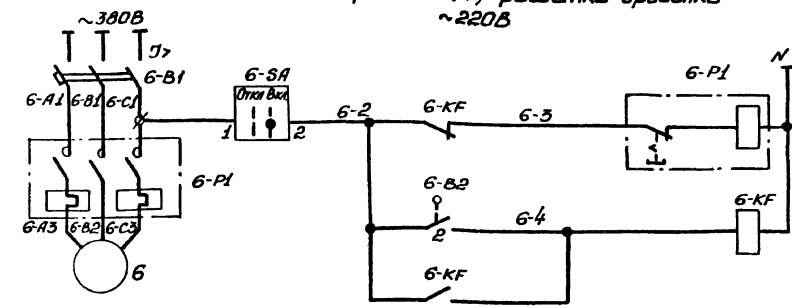 ~380В
~220В
I>
6-В1
6-SA
Откл Вкл
6-А1 6-В1 6-С1
1 2
6-2
6-KF
6-3
6-Р1
N
6-Р1
6-В2
2
6-4
6-KF
6-А3 6-В2 6-С3
6
6-KF